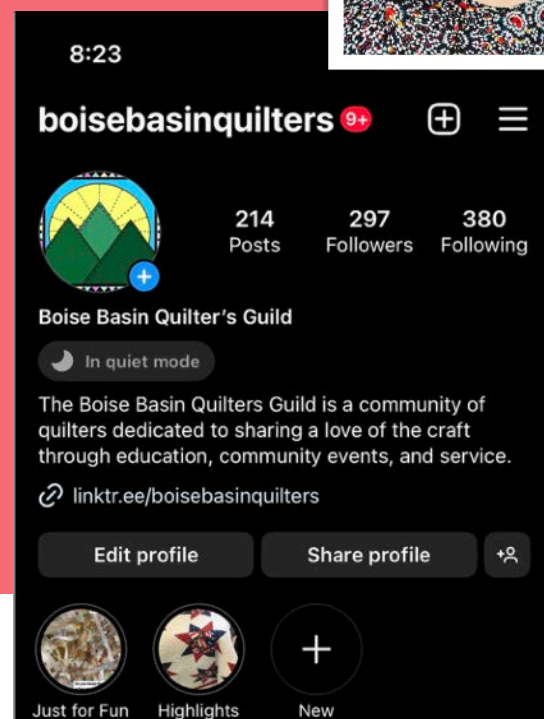 8:23
boisebasinquilters 9+
214 297 380
Posts Followers Following
Boise Basin Quilter’s Guild
In quiet mode
The Boise Basin Quilters Guild is a community of
quilters dedicated to sharing a love of the craft
through education, community events, and service.
linktr.ee/boisebasinquilters
Edit profile Share profile
Just for Fun Highlights New